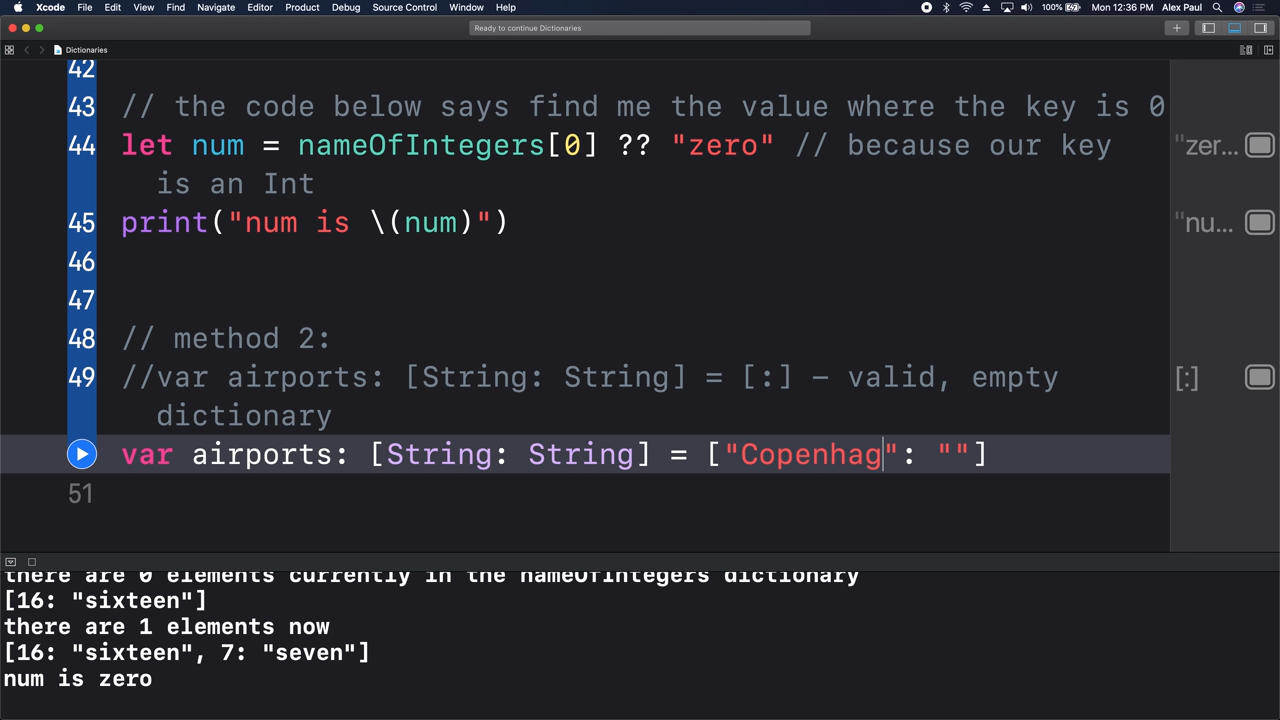 Xcode File Edit View Find Navigate Editor Product Debug Source Control Window Help 100% Mon 12:36 PM Alex Paul
Ready to continue Dictionaries
Dictionaries
42
43 // the code below says find me the value where the key is 0
44 let num = nameOfIntegers[0] ?? "zero" // because our key "zer...
is an Int
45 print("num is \(num)") "nu...
46
47
48 // method 2:
49 //var airports: [String: String] = [:] - valid, empty [:]
dictionary
var airports: [String: String] = ["Copenhag": ""]
51
there are 0 elements currently in the nameOfIntegers dictionary
[16: "sixteen"]
there are 1 elements now
[16: "sixteen", 7: "seven"]
num is zero